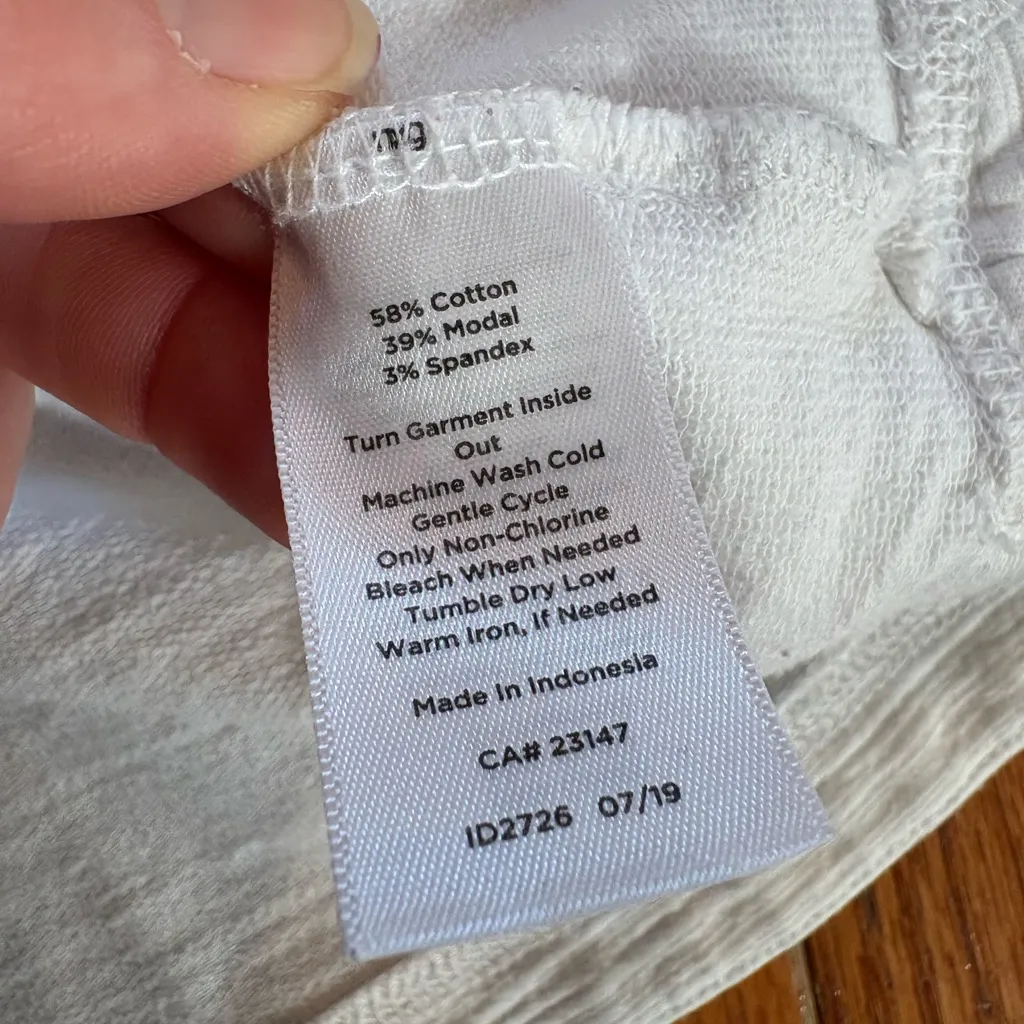 58% Cotton
39% Modal
3% Spandex
Turn Garment Inside
Out
Machine Wash Cold
Gentle Cycle
Only Non-Chlorine
Bleach When Needed
Tumble Dry Low
Warm Iron, If Needed
Made In Indonesia
CA# 23147
ID2726 07/19